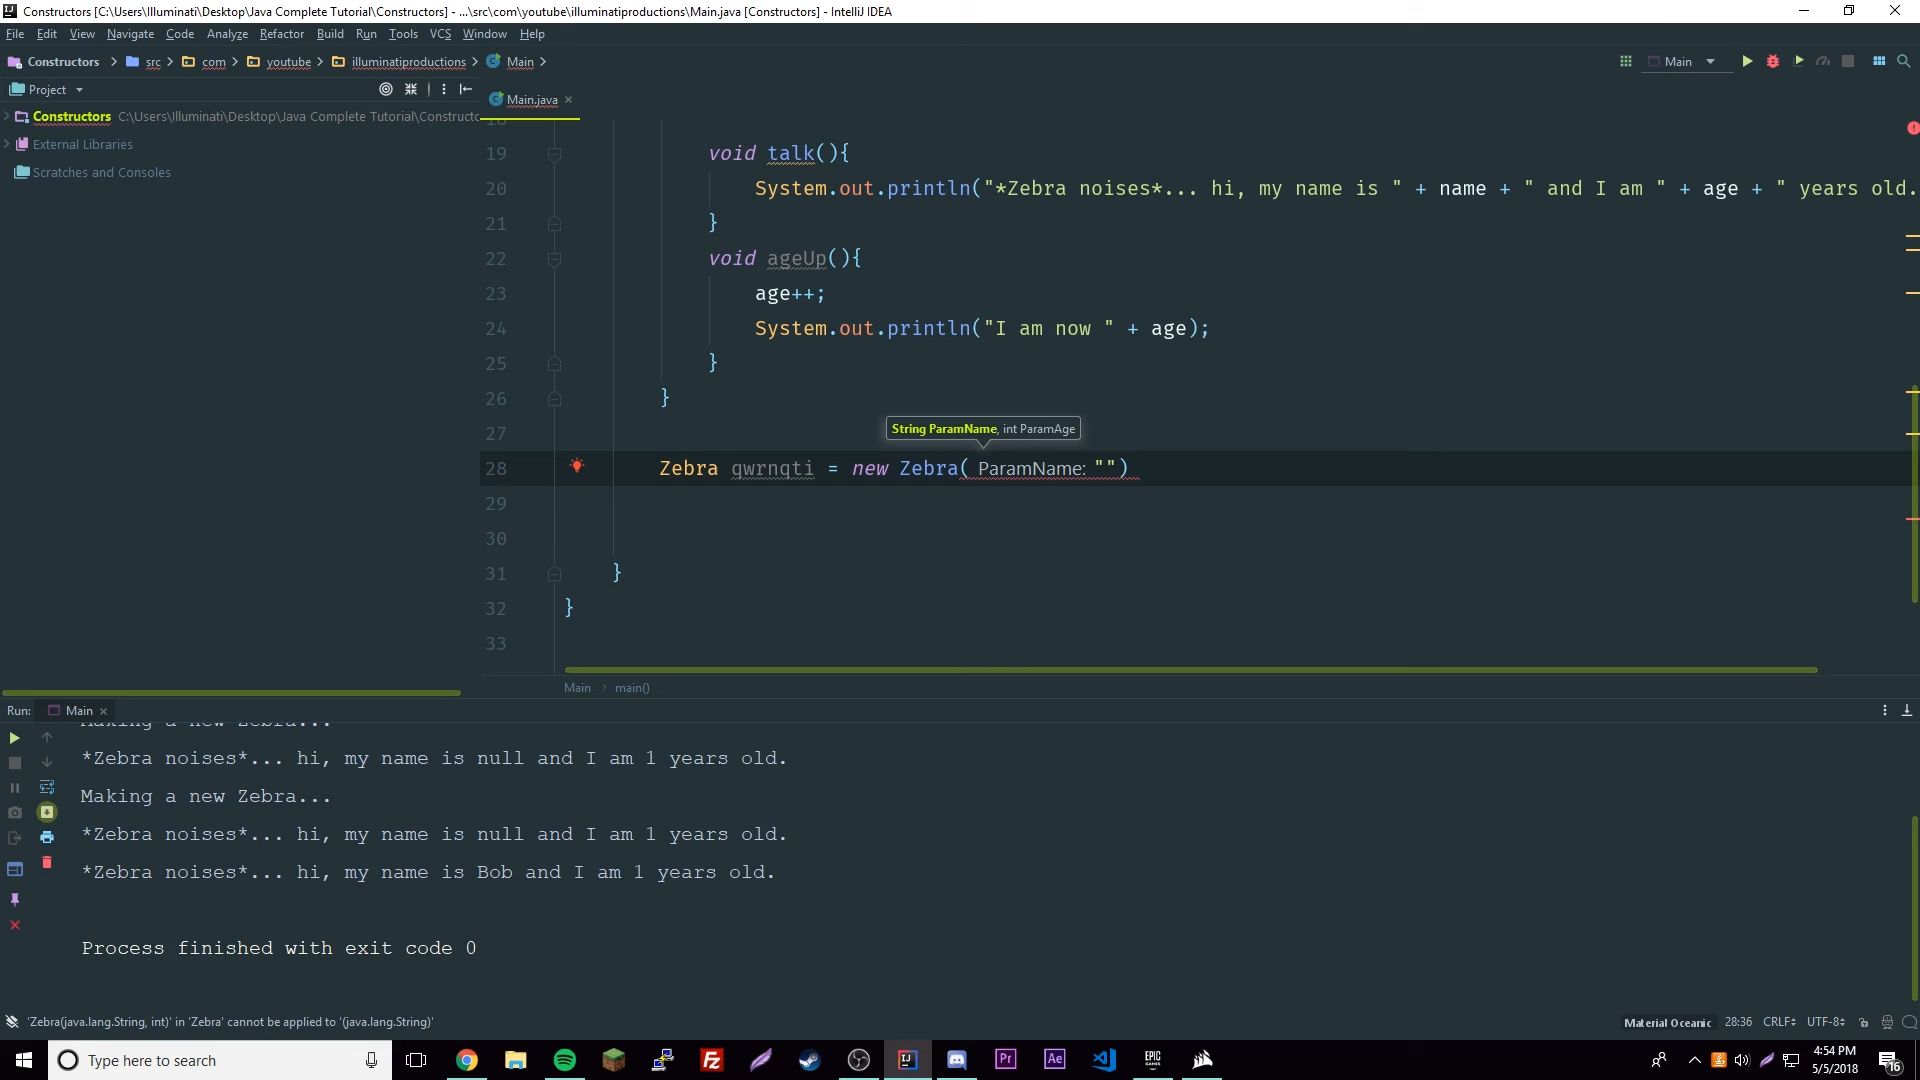 Constructors [C:\Users\Illuminati\Desktop\Java Complete Tutorial\Constructors] - ...\src\com\youtube\illuminatiproductions\Main.java [Constructors] - IntelliJ IDEA
File Edit View Navigate Code Analyze Refactor Build Run Tools VCS Window Help
Constructors src com youtube illuminatiproductions Main
Main
Project
Main.java
Constructors C:\Users\Illuminati\Desktop\Java Complete Tutorial\Constructo
External Libraries
Scratches and Consoles
19 void talk(){
20 System.out.println("*Zebra noises*... hi, my name is " + name + " and I am " + age + " years old.
21 }
22 void ageUp(){
23 age++;
24 System.out.println("I am now " + age);
25 }
26 }
27
String ParamName, int ParamAge
28 Zebra qwrnqti = new Zebra( ParamName: "")
29
30
31 }
32 }
33
Main main()
Run: Main
Making a new Zebra...
*Zebra noises*... hi, my name is null and I am 1 years old.
Making a new Zebra...
*Zebra noises*... hi, my name is null and I am 1 years old.
*Zebra noises*... hi, my name is Bob and I am 1 years old.
Process finished with exit code 0
'Zebra(java.lang.String, int)' in 'Zebra' cannot be applied to '(java.lang.String)'
Material Oceanic 28:36 CRLF UTF-8
Type here to search
Pr
Ae
EPIC GAMES
4:54 PM
5/5/2018
16